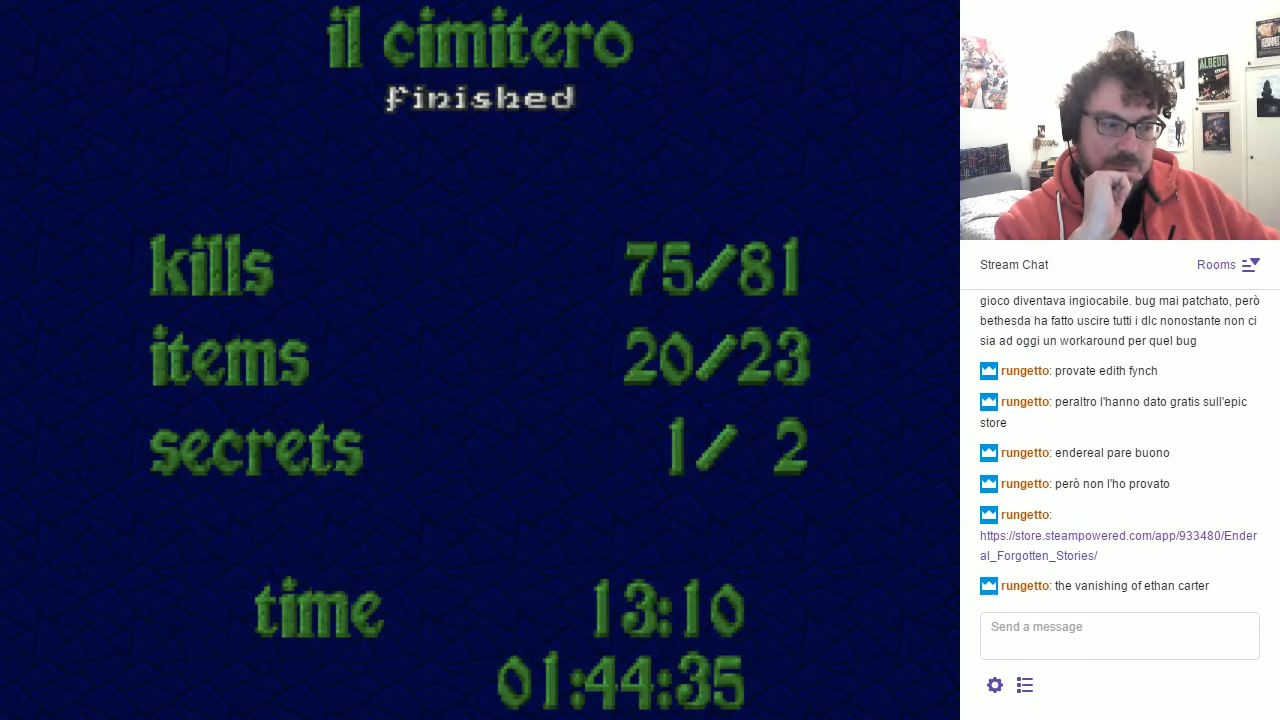 il cimitero
finished
kills 75/81
items 20/23
secrets 1/ 2
time 13:10
01:44:35
ALBEDO
Stream Chat
Rooms
gioco diventava ingiocabile. bug mai patchato, però
bethesda ha fatto uscire tutti i dlc nonostante non ci
sia ad oggi un workaround per quel bug
rungetto: provate edith fynch
rungetto: peraltro l'hanno dato gratis sull'epic
store
rungetto: endereal pare buono
rungetto: però non l'ho provato
rungetto:
https://store.steampowered.com/app/933480/Ender
al_Forgotten_Stories/
rungetto: the vanishing of ethan carter
Send a message